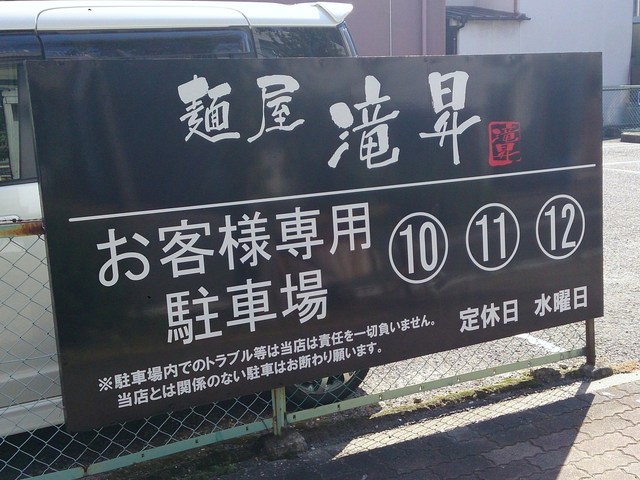 麺屋 滝昇 滝昇
お客様専用 ⑩ ⑪ ⑫
駐車場
定休日 水曜日
※駐車場内でのトラブル等は当店は責任を一切負いません。
当店とは関係のない駐車はお断わり願います。